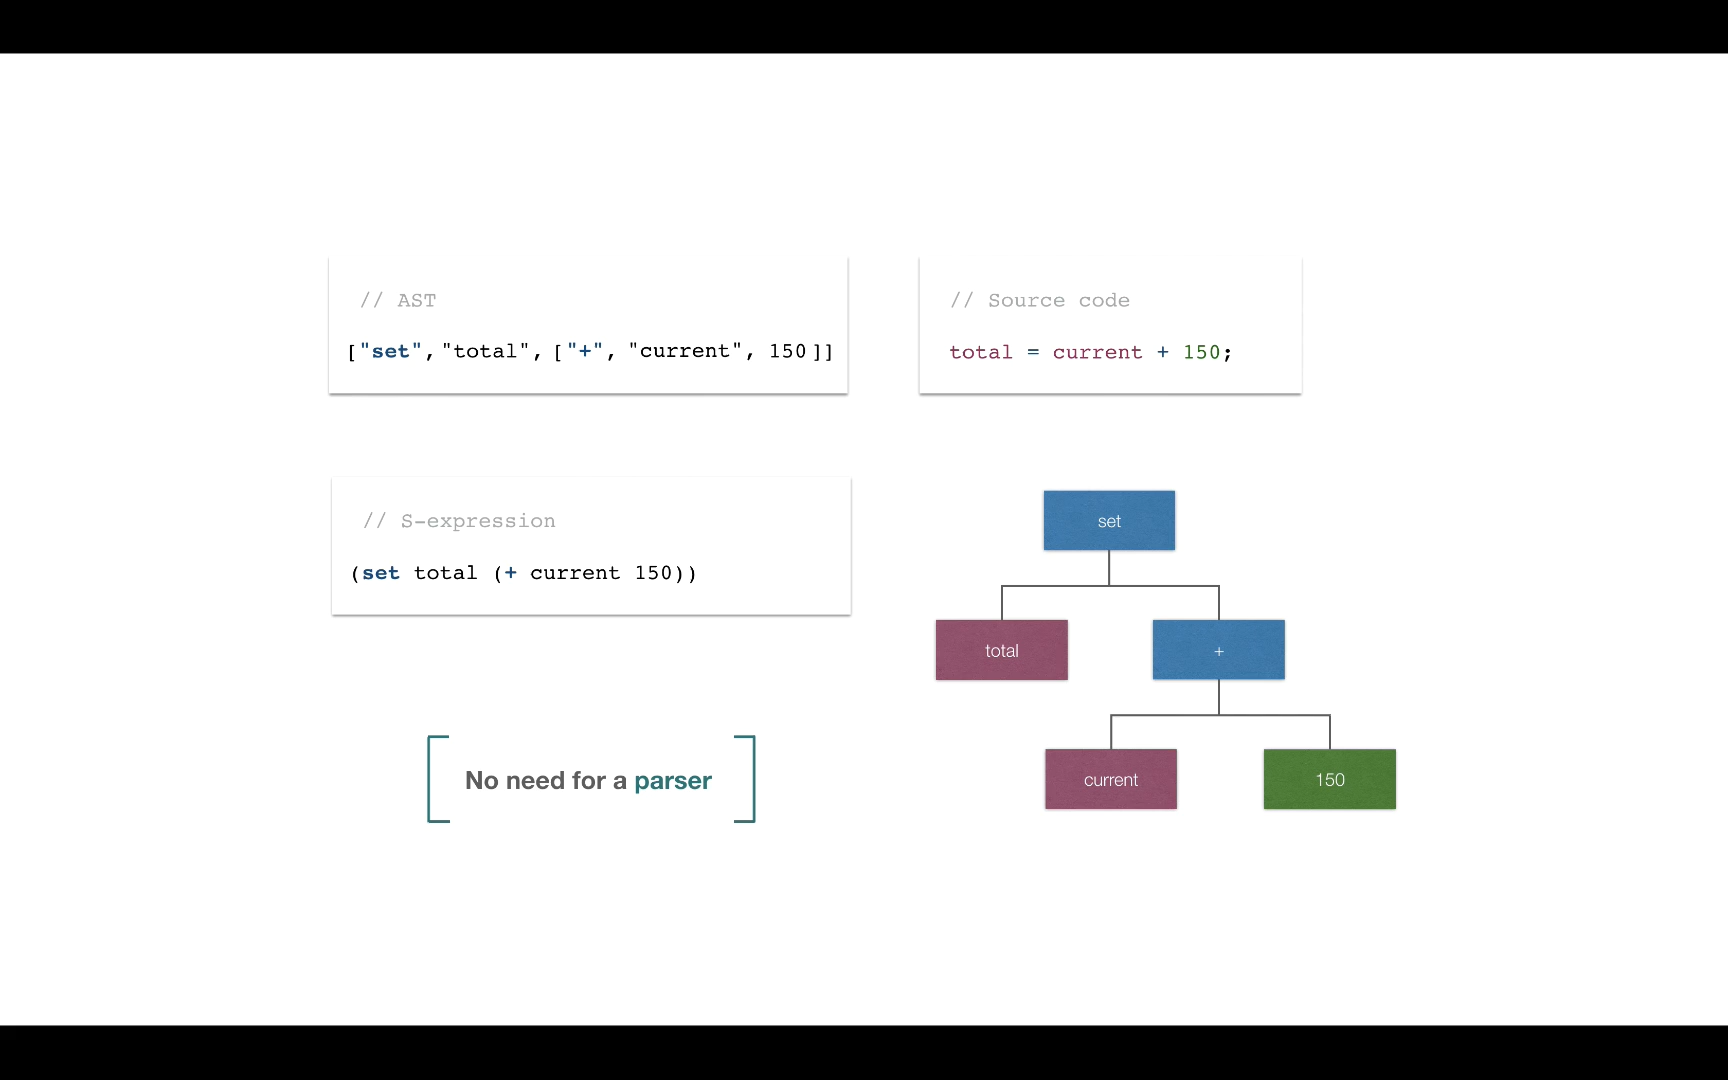 // AST
["set","total", ["+", "current", 150]]
// Source code
total = current + 150;
// S-expression
(set total (+ current 150))
set
total
+
current
150
No need for a parser